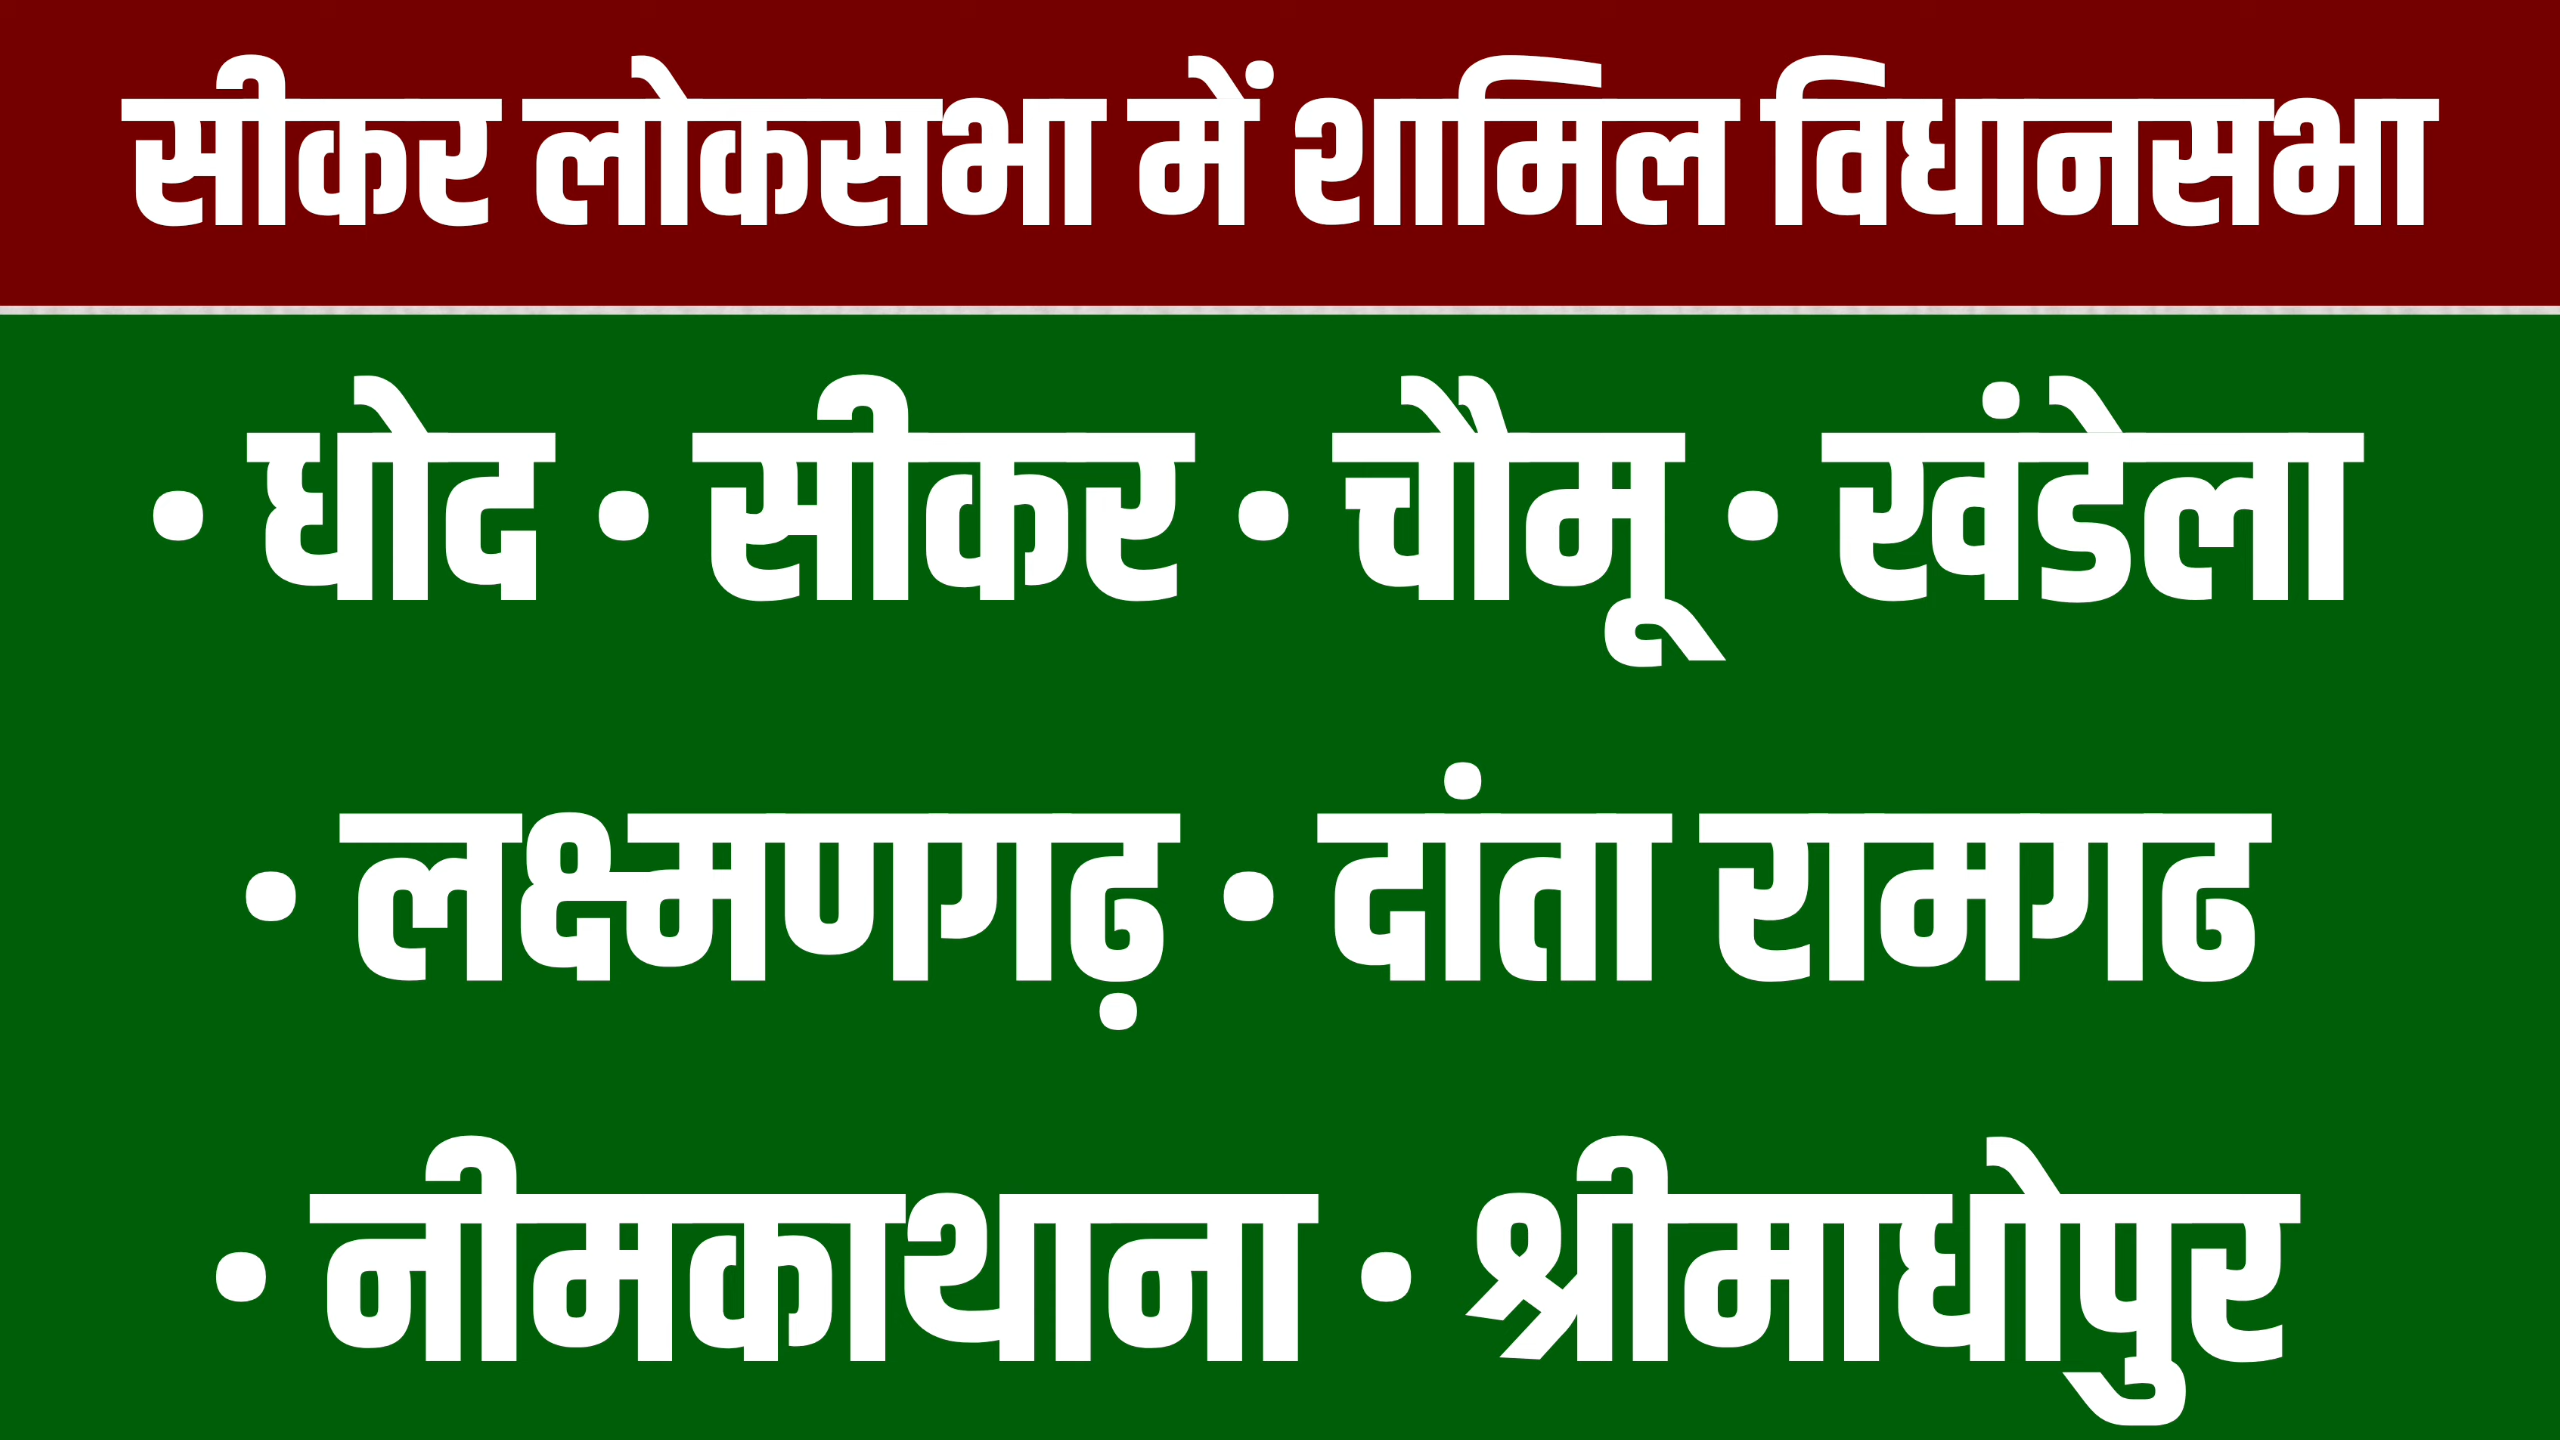 सीकर लोकसभा में शामिल विधानसभा
• धोद • सीकर • चौमू • खंडेला
• लक्ष्मणगढ़ • दांता रामगढ
• नीमकाथाना • श्रीमाधोपुर